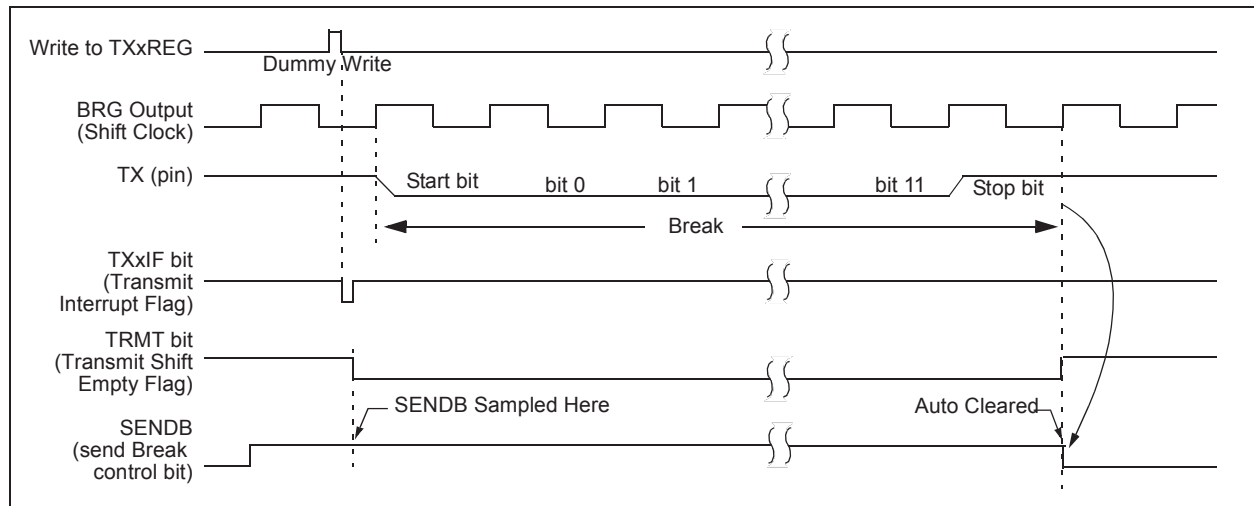 Write to TXxREG
Dummy Write
BRG Output
(Shift Clock)
TX (pin)
Start bit
bit 0
bit 1
bit 11
Stop bit
Break
TXxIF bit
(Transmit
Interrupt Flag)
TRMT bit
(Transmit Shift
Empty Flag)
SENDB Sampled Here
Auto Cleared
SENDB
(send Break
control bit)